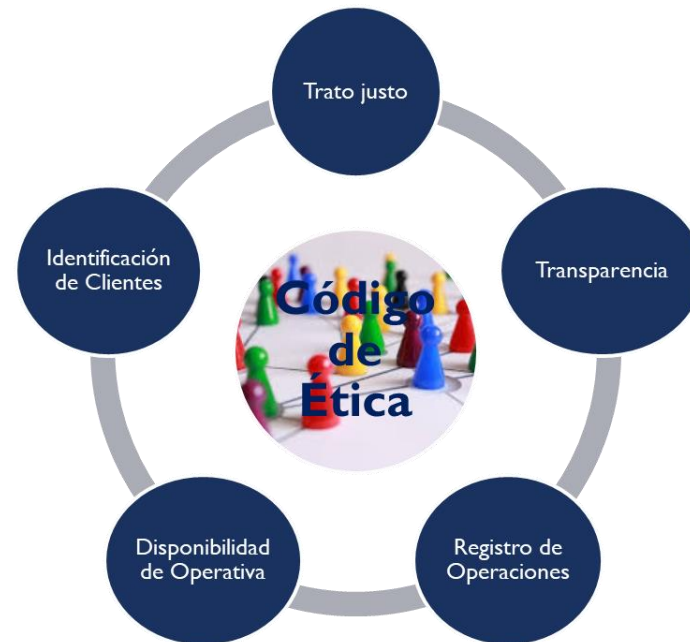 Trato justo
Identificación
de Clientes
Transparencia
Código
de
Ética
Disponibilidad
de Operativa
Registro de
Operaciones